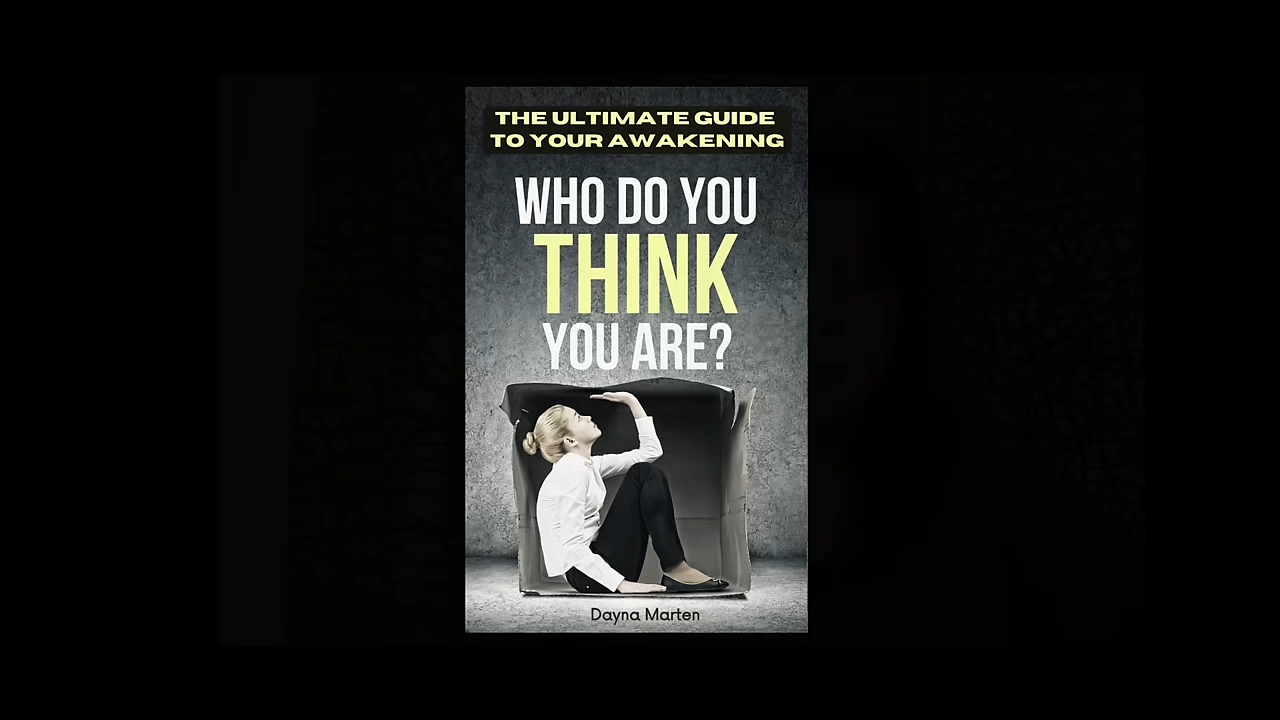 THE ULTIMATE GUIDE
TO YOUR AWAKENING
WHO DO YOU
THINK
YOU ARE?
Dayna Marten